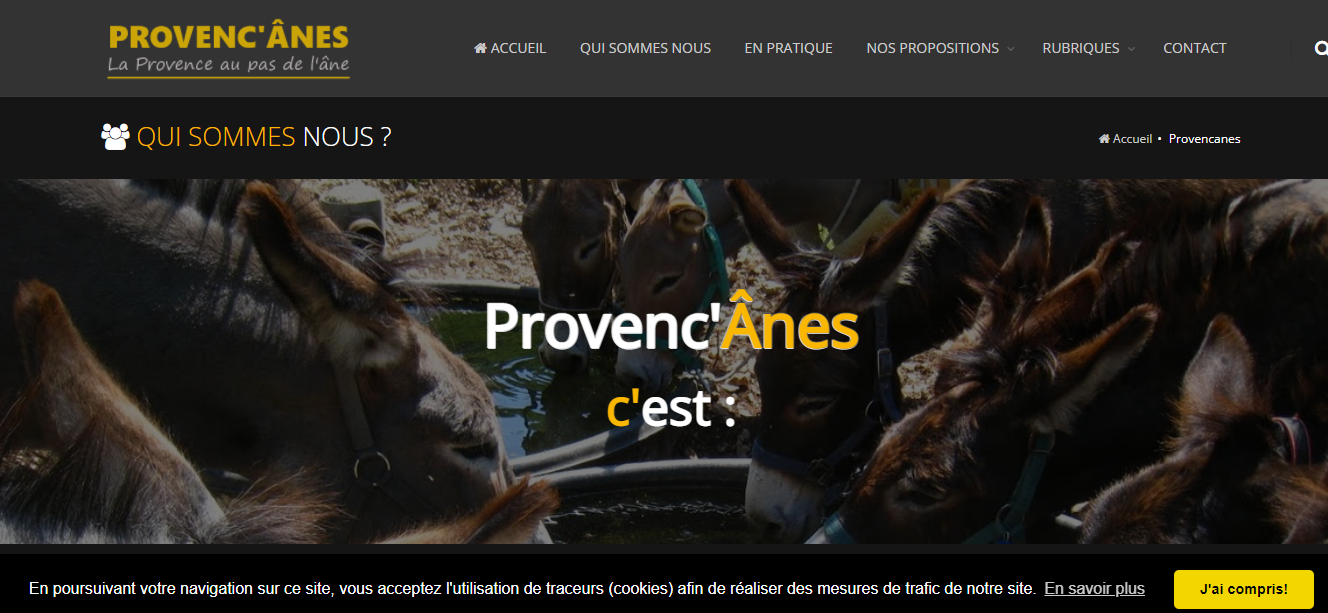 PROVENC'ÂNES
La Provence au pas de l'âne
ACCUEIL QUI SOMMES NOUS EN PRATIQUE NOS PROPOSITIONS RUBRIQUES CONTACT
QUI SOMMES NOUS ?
Accueil • Provencanes
Provenc'Ânes
c'est :
En poursuivant votre navigation sur ce site, vous acceptez l'utilisation de traceurs (cookies) afin de réaliser des mesures de trafic de notre site. En savoir plus J'ai compris!